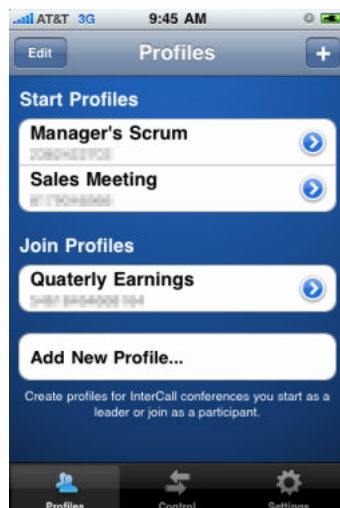 AT&T 3G 9:45 AM
Edit Profiles +
Start Profiles
Manager's Scrum
Sales Meeting
Join Profiles
Quaterly Earnings
Add New Profile...
Create profiles for InterCall conferences you start as a
leader or join as a participant.
Profiles Control Settings